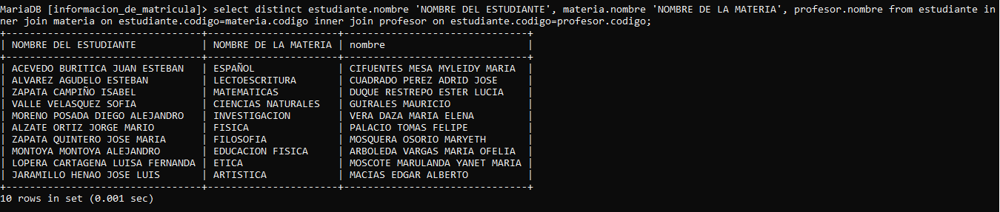 MariaDB [informacion_de_matricula]> select distinct estudiante.nombre 'NOMBRE DEL ESTUDIANTE', materia.nombre 'NOMBRE DE LA MATERIA', profesor.nombre from estudiante in
ner join materia on estudiante.codigo=materia.codigo inner join profesor on estudiante.codigo=profesor.codigo;
+--------------------------------+----------------------+-------------------------------+
| NOMBRE DEL ESTUDIANTE          | NOMBRE DE LA MATERIA | nombre                        |
+--------------------------------+----------------------+-------------------------------+
| ACEVEDO BURITICA JUAN ESTEBAN  | ESPAÑOL              | CIFUENTES MESA MYLEIDY MARIA  |
| ALVAREZ AGUDELO ESTEBAN        | LECTOESCRITURA       | CUADRADO PEREZ ADRID JOSE     |
| ZAPATA CAMPIÑO ISABEL          | MATEMATICAS          | DUQUE RESTREPO ESTER LUCIA    |
| VALLE VELASQUEZ SOFIA          | CIENCIAS NATURALES   | GUIRALES MAURICIO             |
| MORENO POSADA DIEGO ALEJANDRO  | INVESTIGACION        | VERA DAZA MARIA ELENA         |
| ALZATE ORTIZ JORGE MARIO       | FISICA               | PALACIO TOMAS FELIPE          |
| ZAPATA QUINTERO JOSE MARIA     | FILOSOFIA            | MOSQUERA OSORIO MARYETH       |
| MONTOYA MONTOYA ALEJANDRO      | EDUCACION FISICA     | ARBOLEDA VARGAS MARIA OFELIA  |
| LOPERA CARTAGENA LUISA FERNANDA | ETICA                | MOSCOTE MARULANDA YANET MARIA |
| JARAMILLO HENAO JOSE LUIS      | ARTISTICA            | MACIAS EDGAR ALBERTO          |
+--------------------------------+----------------------+-------------------------------+
10 rows in set (0.001 sec)